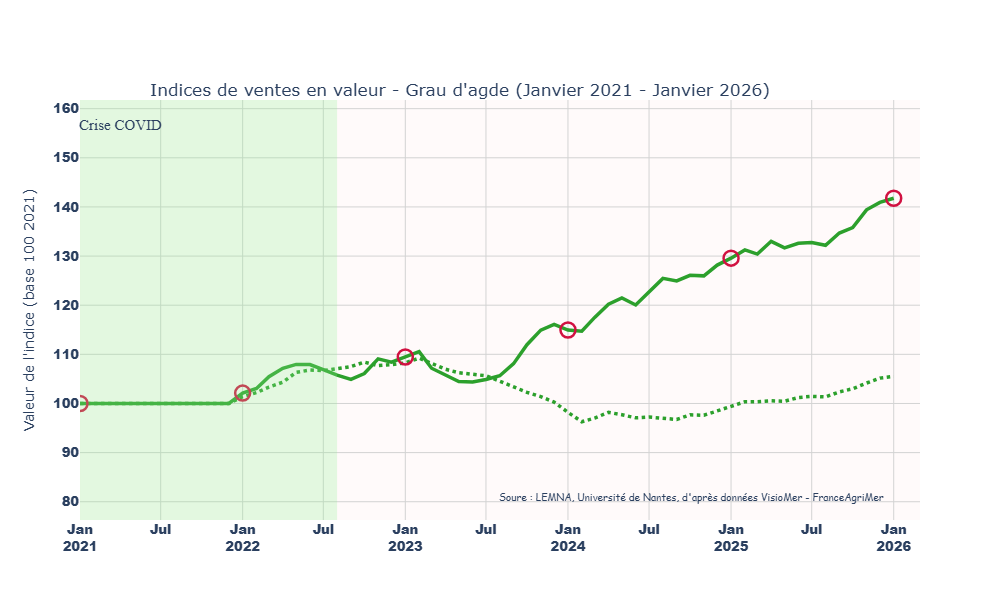 Indices de ventes en valeur - Grau d'agde (Janvier 2021 - Janvier 2026)
Valeur de l'indice (base 100 2021)
160
Crise COVID
150
140
130
120
110
100
90
80
Soure : LEMNA, Université de Nantes, d'après données VisioMer - FranceAgriMer
Jan Jul Jan Jul Jan Jul Jan Jul Jan Jul Jan
2021 2022 2023 2024 2025 2026